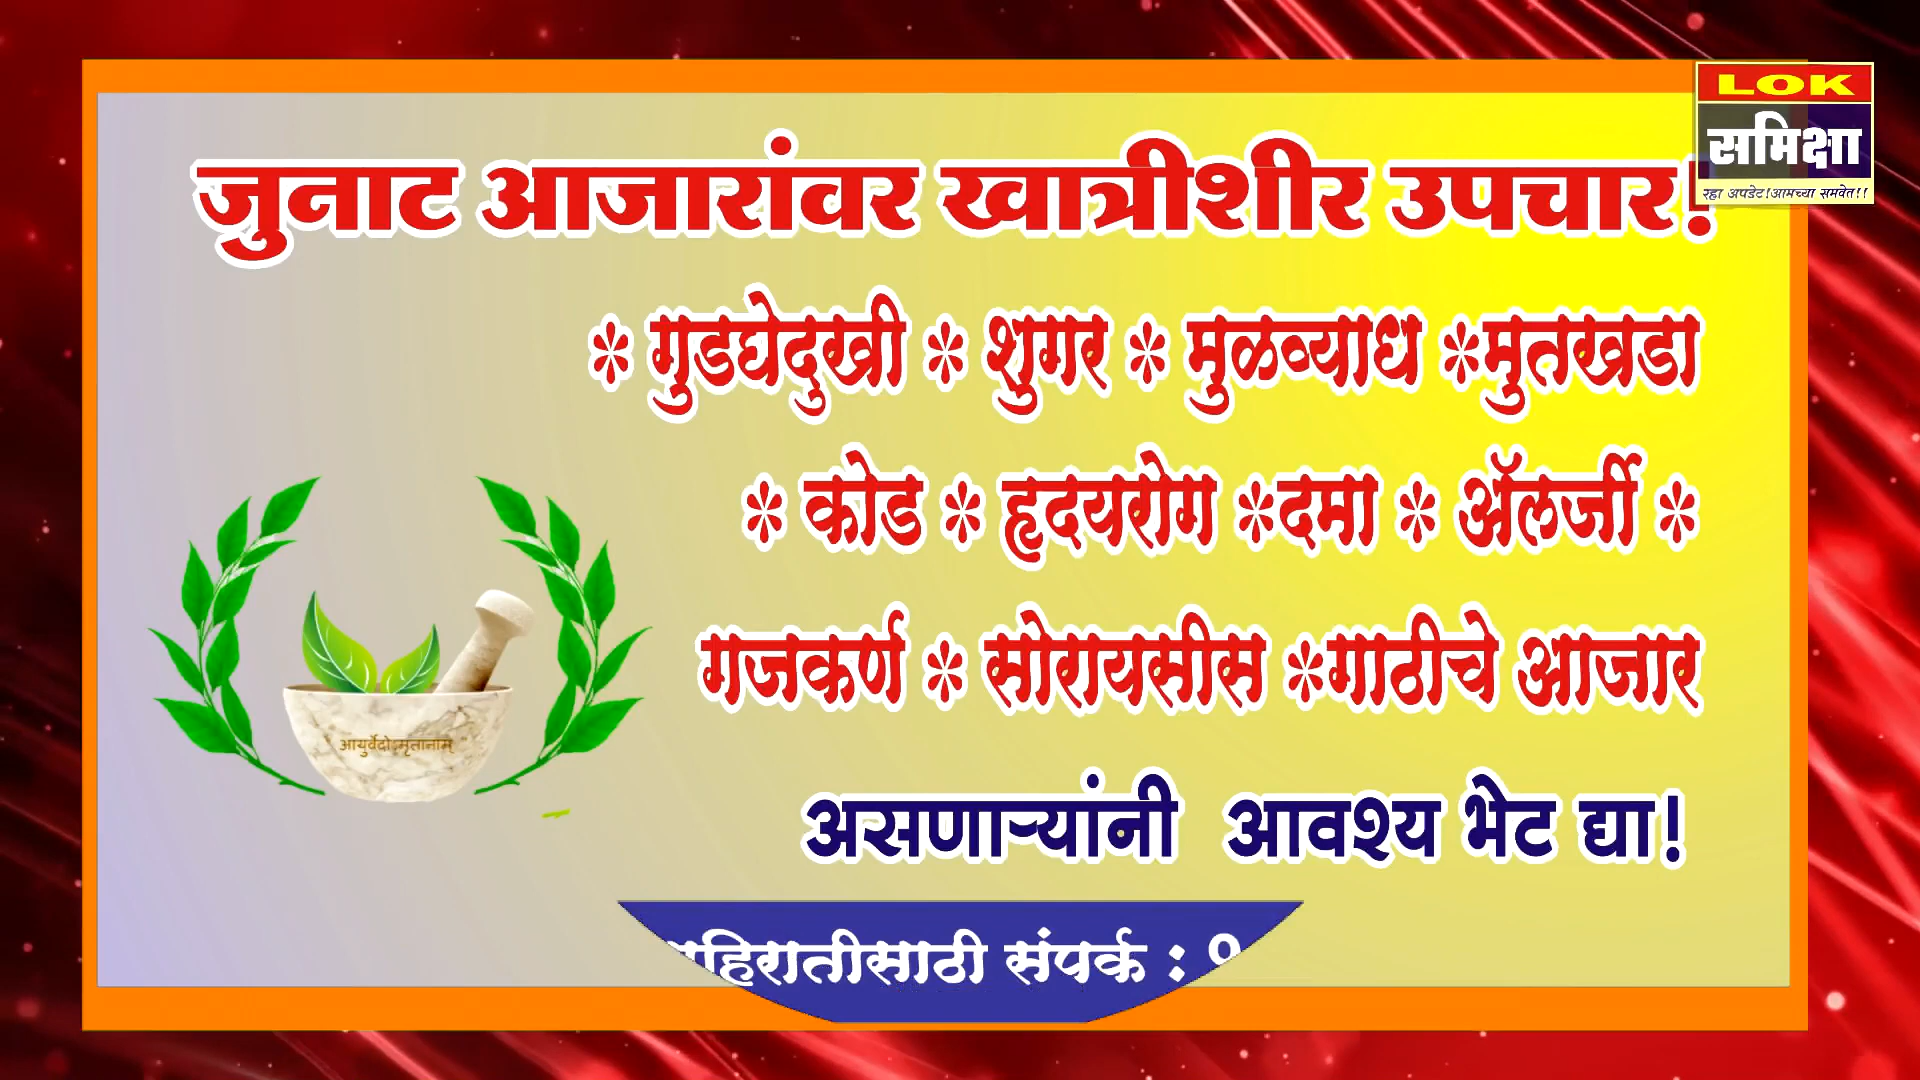 LOK
समिक्षा
रहा अपडेट!आमच्या समवेत!!
जुनाट आजारांवर खात्रीशीर उपचार!
* गुडघेदुखी * शुगर * मुळव्याध *मुतखडा
* कोड * हृदयरोग *दमा * ॲलर्जी *
गजकर्ण * सोरायसीस *गाठीचे आजार
आयुर्वेदोऽमृतानाम्
असणाऱ्यांनी आवश्य भेट द्या!
संपर्क :